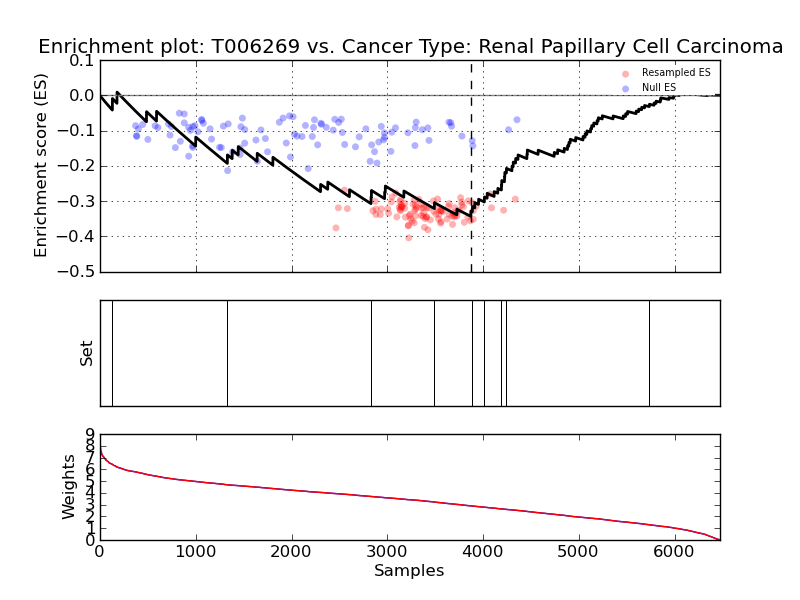 Enrichment plot: T006269 vs. Cancer Type: Renal Papillary Cell Carcinoma
Enrichment score (ES)
0.1
0.0
−0.1
−0.2
−0.3
−0.4
−0.5
Resampled ES
Null ES
Set
Weights
9
8
7
6
5
4
3
2
1
0
0 1000 2000 3000 4000 5000 6000
Samples